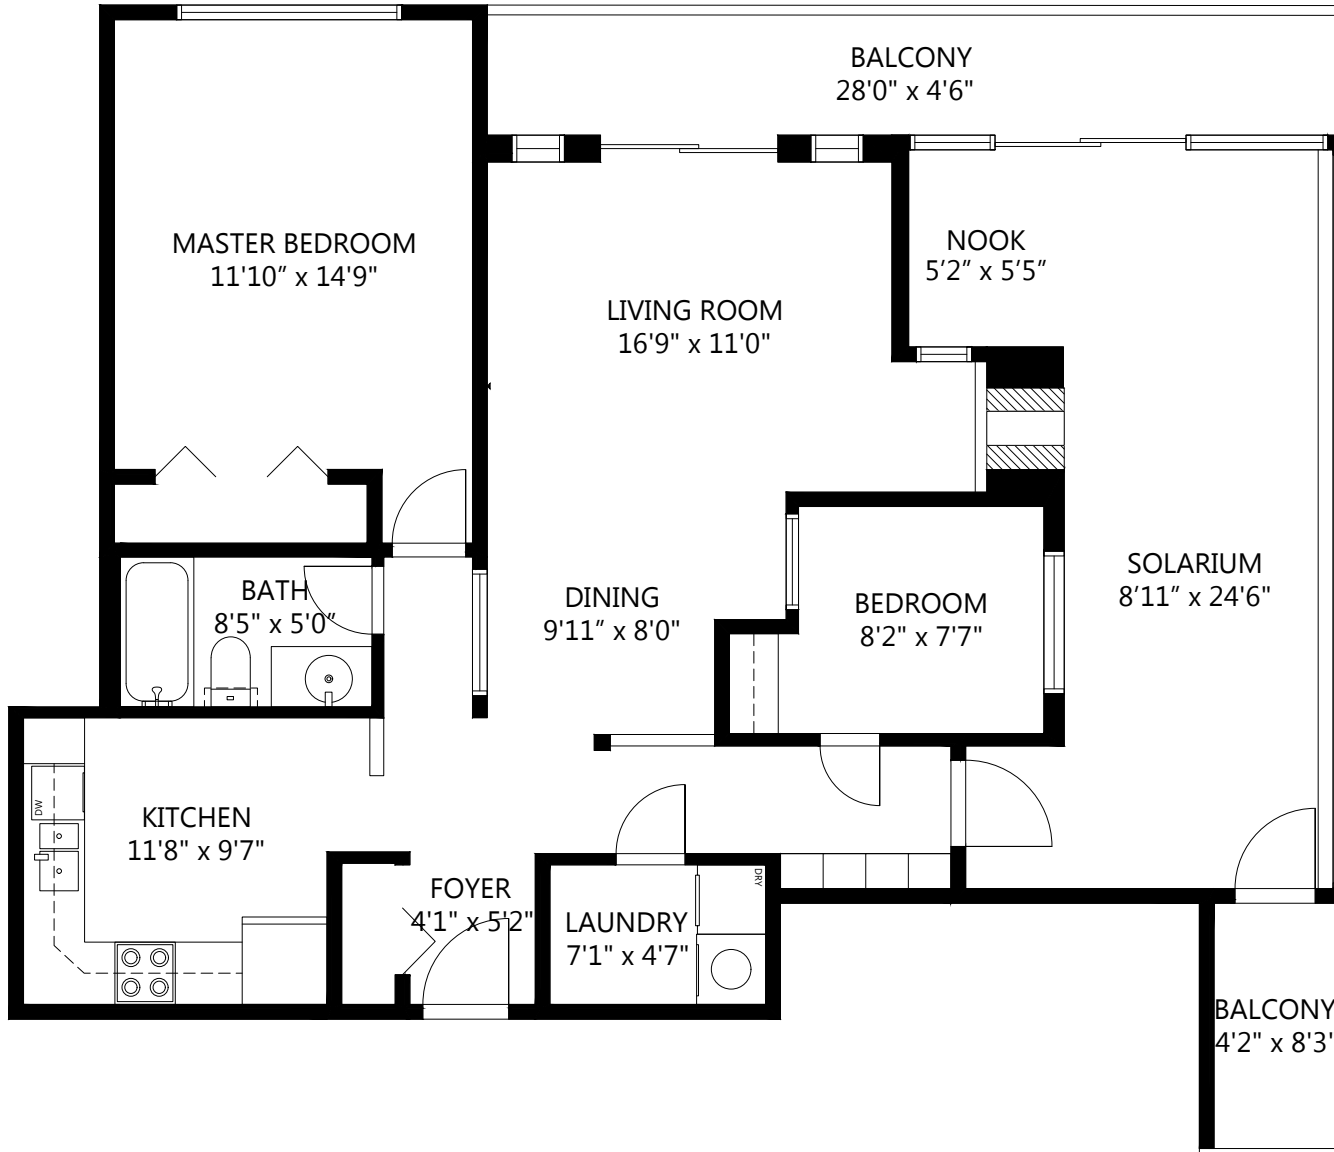 BALCONY
28'0" x 4'6"
MASTER BEDROOM
11'10” x 14'9"
NOOK
5’2” x 5’5”
LIVING ROOM
16'9" x 11'0"
BATH
8'5" x 5'0"
DINING
9'11” x 8'0"
BEDROOM
8'2" x 7'7"
SOLARIUM
8’11” x 24'6"
DW
KITCHEN
11'8" x 9'7"
FOYER
4'1" x 5'2"
DRY
LAUNDRY
7'1" x 4'7"
BALCONY
4'2" x 8'3'